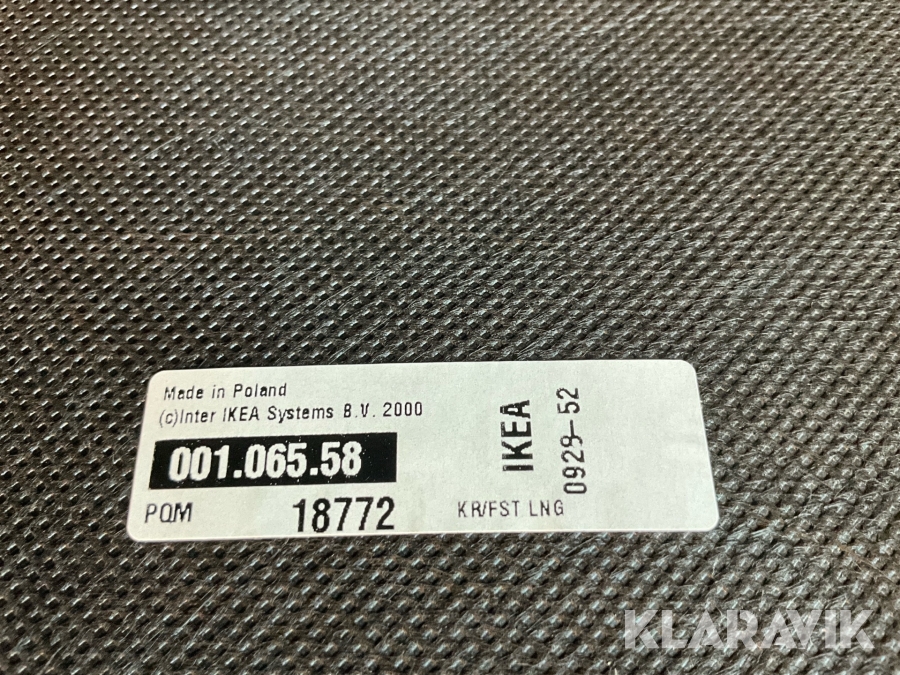 Made in Poland
(c)Inter IKEA Systems B.V. 2000
001.065.58
PQM 18772
KR/FST LNG
IKEA
0929-52
KLARAVIK